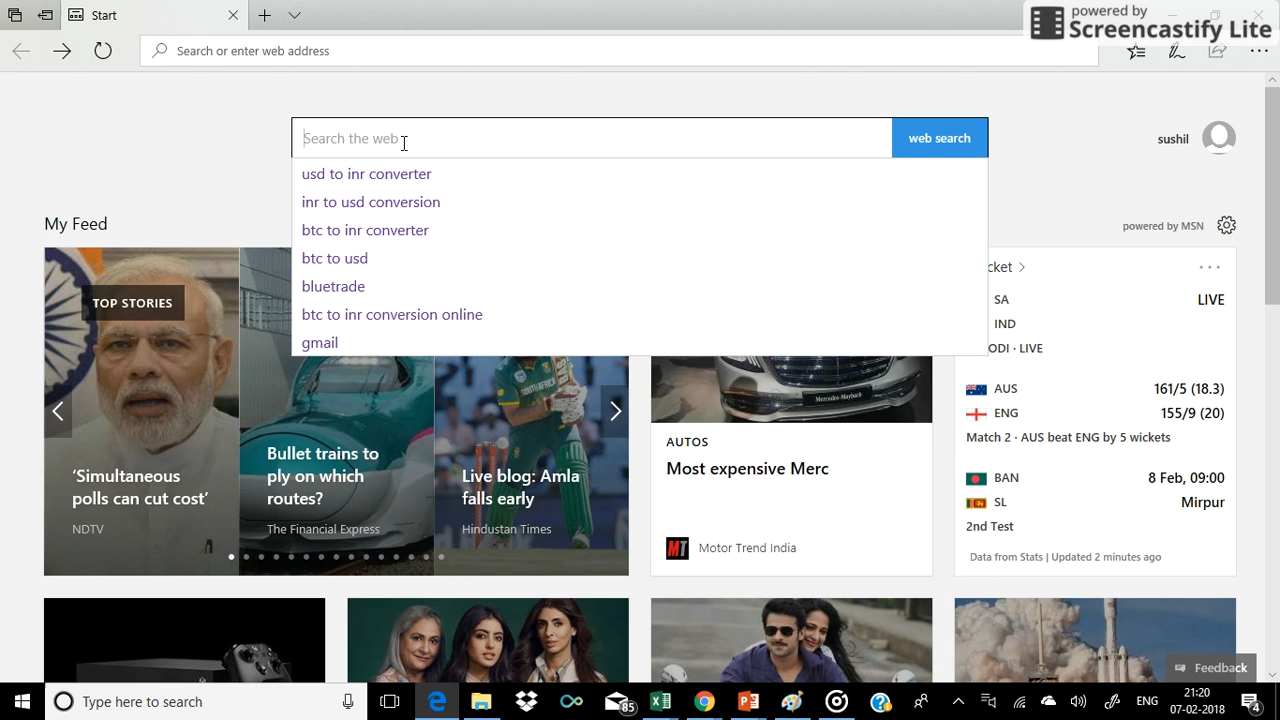 powered by
Screencastify Lite
Start
Search or enter web address
Search the web
web search
sushil
usd to inr converter
inr to usd conversion
btc to inr converter
btc to usd
bluetrade
btc to inr conversion online
gmail
My Feed
powered by MSN
TOP STORIES
'Simultaneous
polls can cut cost'
NDTV
Bullet trains to
ply on which
routes?
The Financial Express
Live blog: Amla
falls early
Hindustan Times
Mercedes-Maybach
AUTOS
Most expensive Merc
MT
Motor Trend India
cket
SA LIVE
IND
ODI · LIVE
AUS 161/5 (18.3)
ENG 155/9 (20)
Match 2 · AUS beat ENG by 5 wickets
BAN 8 Feb, 09:00
SL Mirpur
2nd Test
Data from Stats | Updated 2 minutes ago
Feedback
Type here to search
85
ENG
21:20
07-02-2018
4